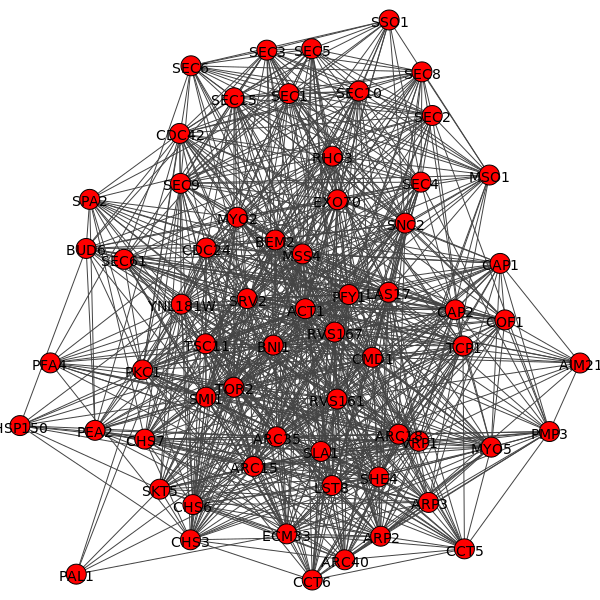 SSO1
SEC3
SEC5
SEC6
SEC8
SEC15
SEC1
SEC10
SEC2
CDC42
RHO3
SEC9
SEC4
MSO1
SPA2
EXO70
MYO2
SNC2
BUD6
SEC61
CDC24
BEM2
MSS4
CAP1
YNL181W
SRV2
ACT1
PFY1
LAS17
CAP2
COF1
RVS167
TSC11
BNI1
CMD1
TCP1
PEA4
PKC1
AIM21
SMI1
TOR2
RVS161
HSP150
PEA2
CHS7
ARC35
ARC18
VRP1
MYO5
PMP3
ARC15
SLA1
SKT5
CHS6
LST8
SHE4
ARP3
CHS3
ECM33
ARP2
CCT5
PAL1
CCT6
ARC40